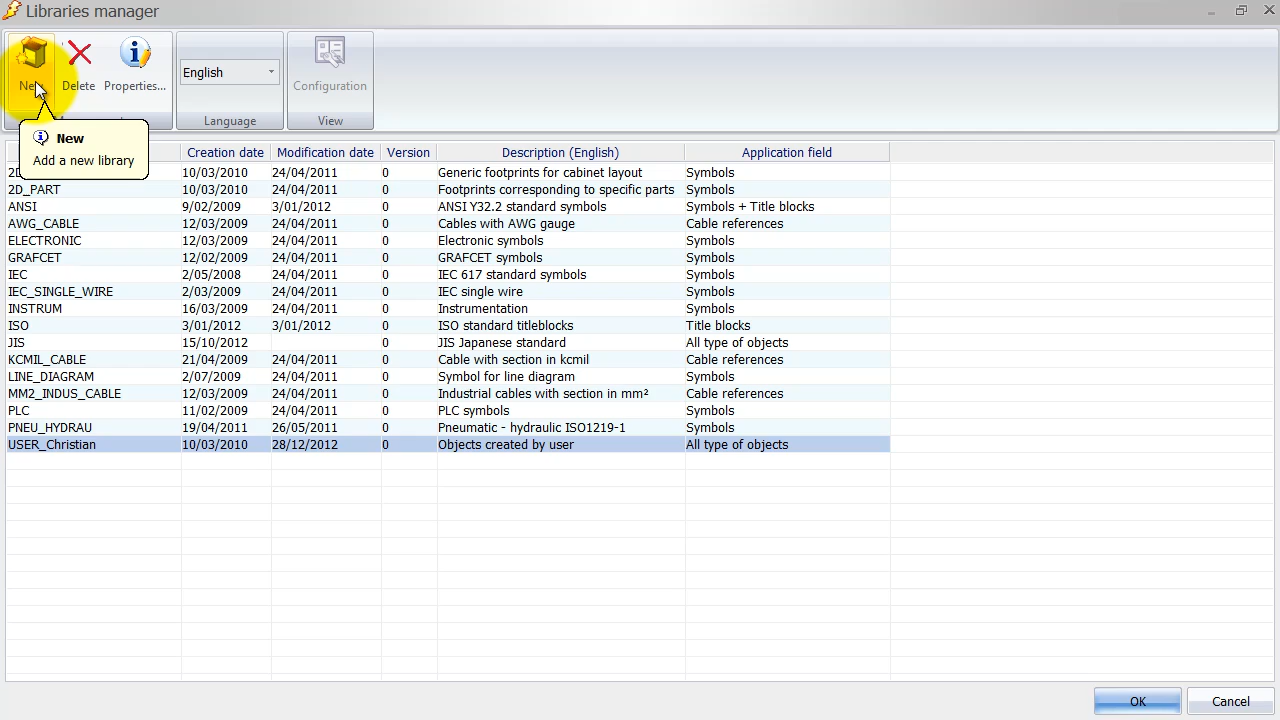 Libraries manager
New Delete Properties... English Configuration
Language View
New
Add a new library
Creation date Modification date Version Description (English) Application field
10/03/2010 24/04/2011 0 Generic footprints for cabinet layout Symbols
2D_PART 10/03/2010 24/04/2011 0 Footprints corresponding to specific parts Symbols
ANSI 9/02/2009 3/01/2012 0 ANSI Y32.2 standard symbols Symbols + Title blocks
AWG_CABLE 12/03/2009 24/04/2011 0 Cables with AWG gauge Cable references
ELECTRONIC 12/03/2009 24/04/2011 0 Electronic symbols Symbols
GRAFCET 12/02/2009 24/04/2011 0 GRAFCET symbols Symbols
IEC 2/05/2008 24/04/2011 0 IEC 617 standard symbols Symbols
IEC_SINGLE_WIRE 2/03/2009 24/04/2011 0 IEC single wire Symbols
INSTRUM 16/03/2009 24/04/2011 0 Instrumentation Symbols
ISO 3/01/2012 3/01/2012 0 ISO standard titleblocks Title blocks
JIS 15/10/2012 0 JIS Japanese standard All type of objects
KCMIL_CABLE 21/04/2009 24/04/2011 0 Cable with section in kcmil Cable references
LINE_DIAGRAM 2/07/2009 24/04/2011 0 Symbol for line diagram Symbols
MM2_INDUS_CABLE 12/03/2009 24/04/2011 0 Industrial cables with section in mm² Cable references
PLC 11/02/2009 24/04/2011 0 PLC symbols Symbols
PNEU_HYDRAU 19/04/2011 26/05/2011 0 Pneumatic - hydraulic ISO1219-1 Symbols
USER_Christian 10/03/2010 28/12/2012 0 Objects created by user All type of objects
OK Cancel